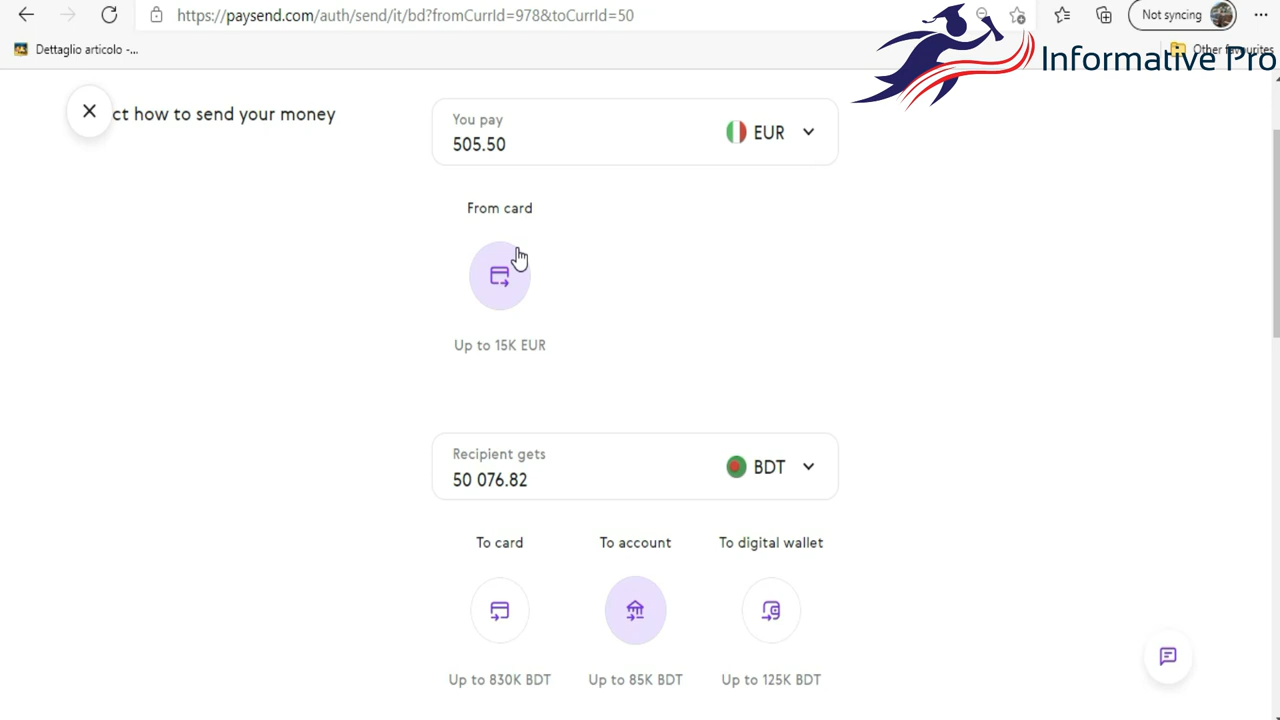 https://paysend.com/auth/send/it/bd?fromCurrId=978&toCurrId=50
Not syncing
Dettaglio articolo -...
Other favourites
Informative Pro
ct how to send your money
You pay
505.50
EUR
From card
Up to 15K EUR
Recipient gets
50 076.82
BDT
To card To account To digital wallet
Up to 830K BDT Up to 85K BDT Up to 125K BDT